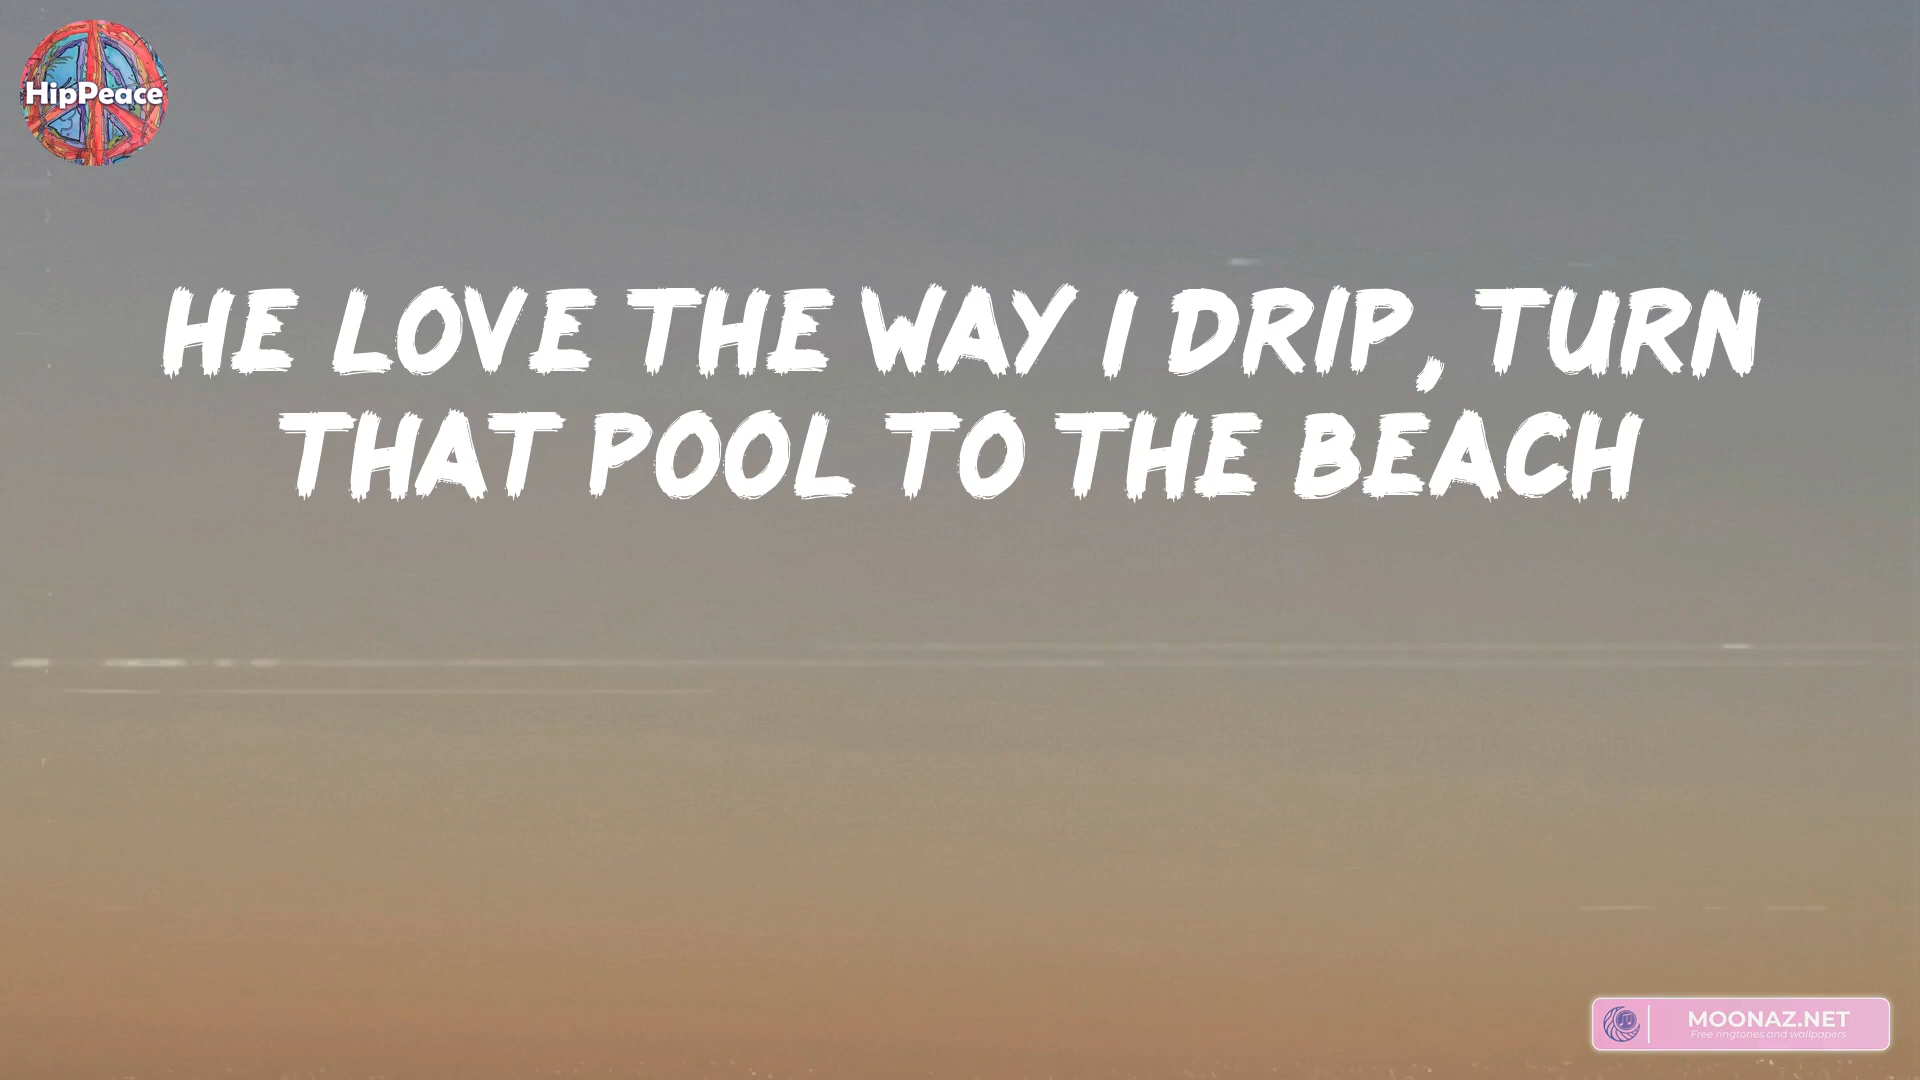 HipPeace
HE LOVE THE WAY I DRIP, TURN
THAT POOL TO THE BEACH
MOONAZ.NET
Free ringtones and wallpapers